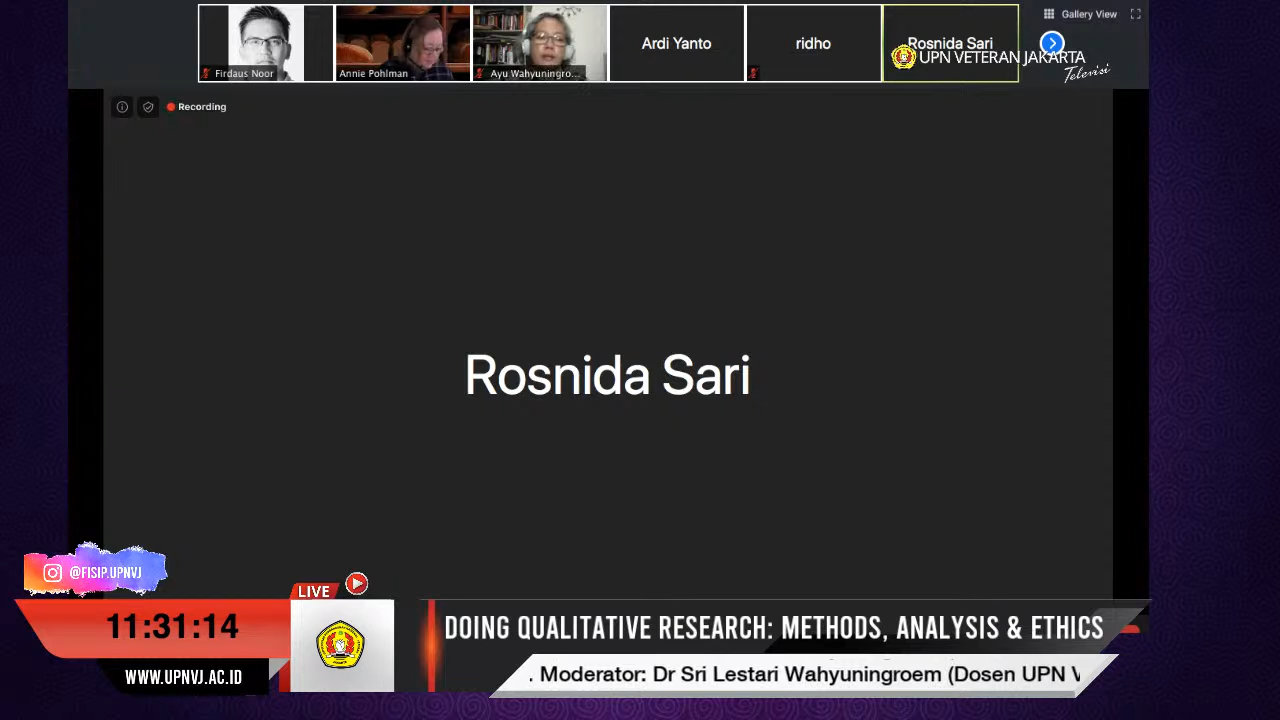 Gallery View
Firdaus Noor
Annie Pohlman
Ayu Wahyuningro...
Ardi Yanto
ridho
Rosnida Sari
UPN VETERAN JAKARTA
Televisi
Recording
Rosnida Sari
@FISIP.UPNVJ
LIVE
11:31:14
DOING QUALITATIVE RESEARCH: METHODS, ANALYSIS & ETHICS
WWW.UPNVJ.AC.ID
. Moderator: Dr Sri Lestari Wahyuningroem (Dosen UPN V